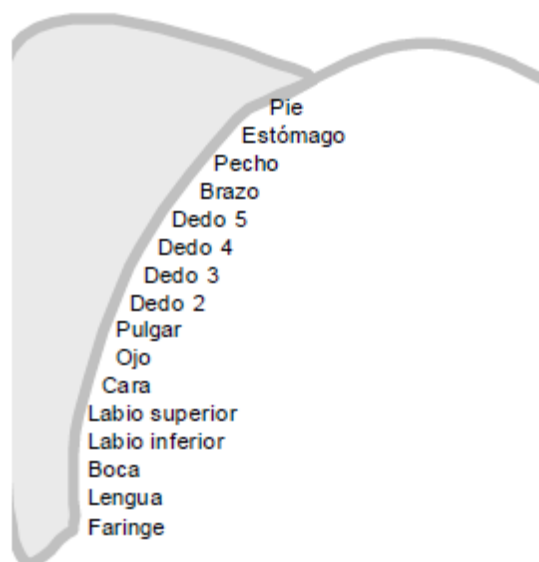 Pie
Estómago
Pecho
Brazo
Dedo 5
Dedo 4
Dedo 3
Dedo 2
Pulgar
Ojo
Cara
Labio superior
Labio inferior
Boca
Lengua
Faringe